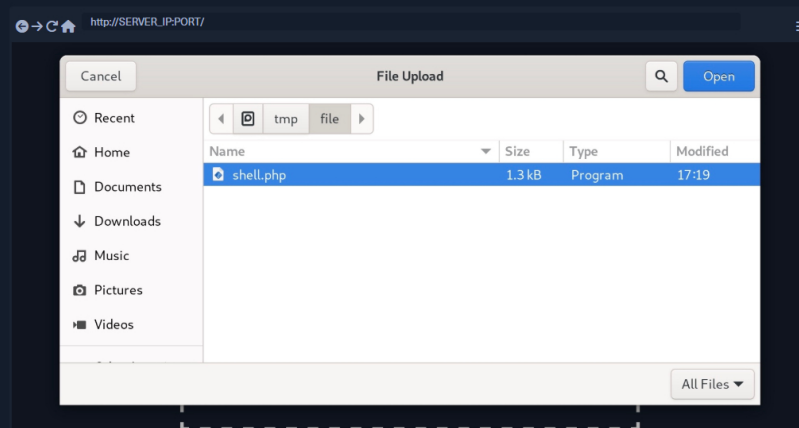 http://SERVER_IP:PORT/
Cancel File Upload Open
Recent
Home
Documents
Downloads
Music
Pictures
Videos
tmp file
Name Size Type Modified
shell.php 1.3 kB Program 17:19
All Files